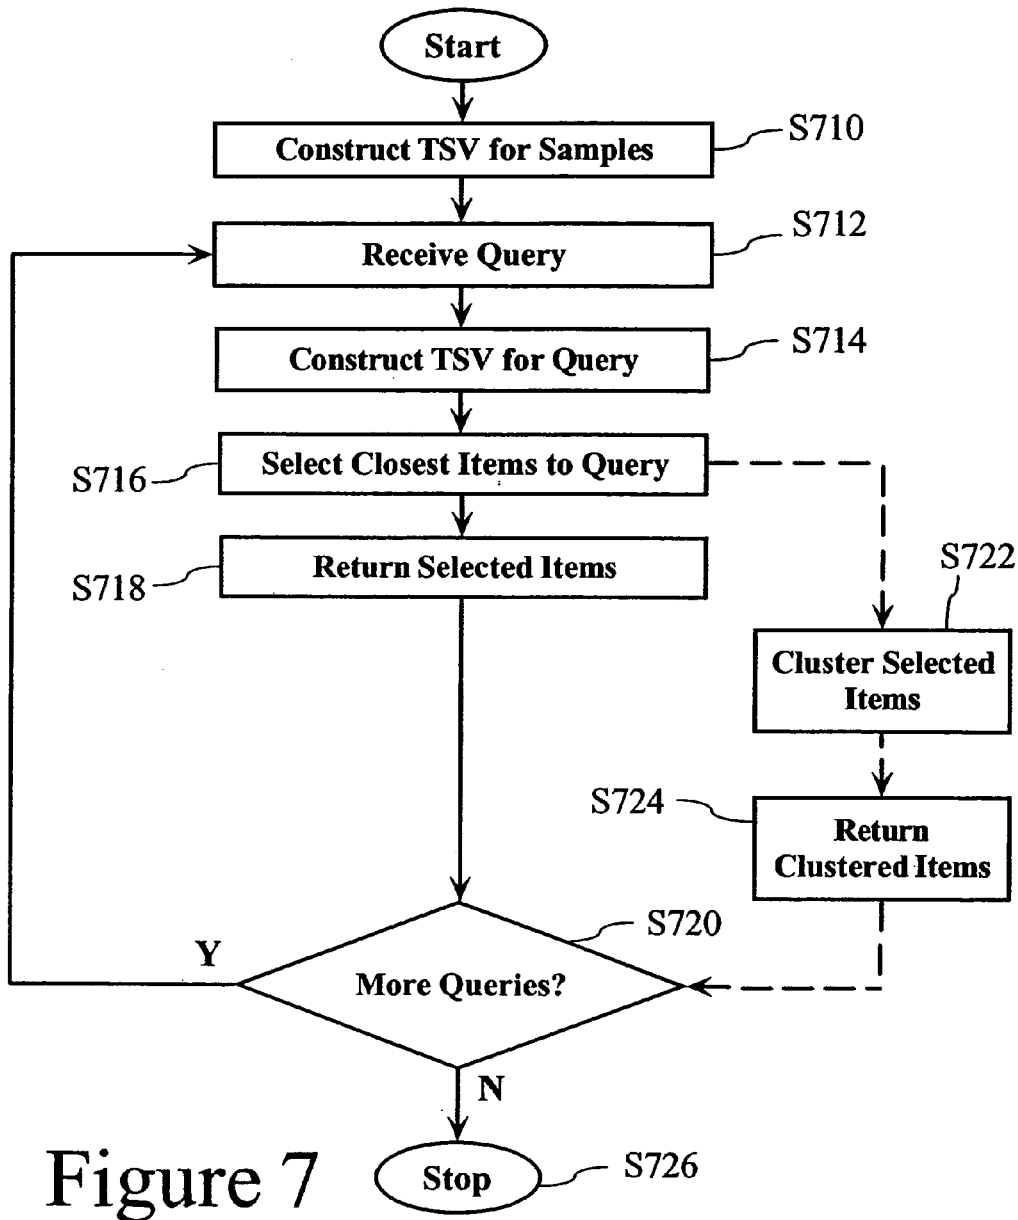 Start
Construct TSV for Samples
S710
Receive Query
S712
Construct TSV for Query
S714
Select Closest Items to Query
S716
Return Selected Items
S718
S722
Cluster Selected
Items
S724
Return
Clustered Items
S720
More Queries?
Y
N
Stop
S726
Figure 7